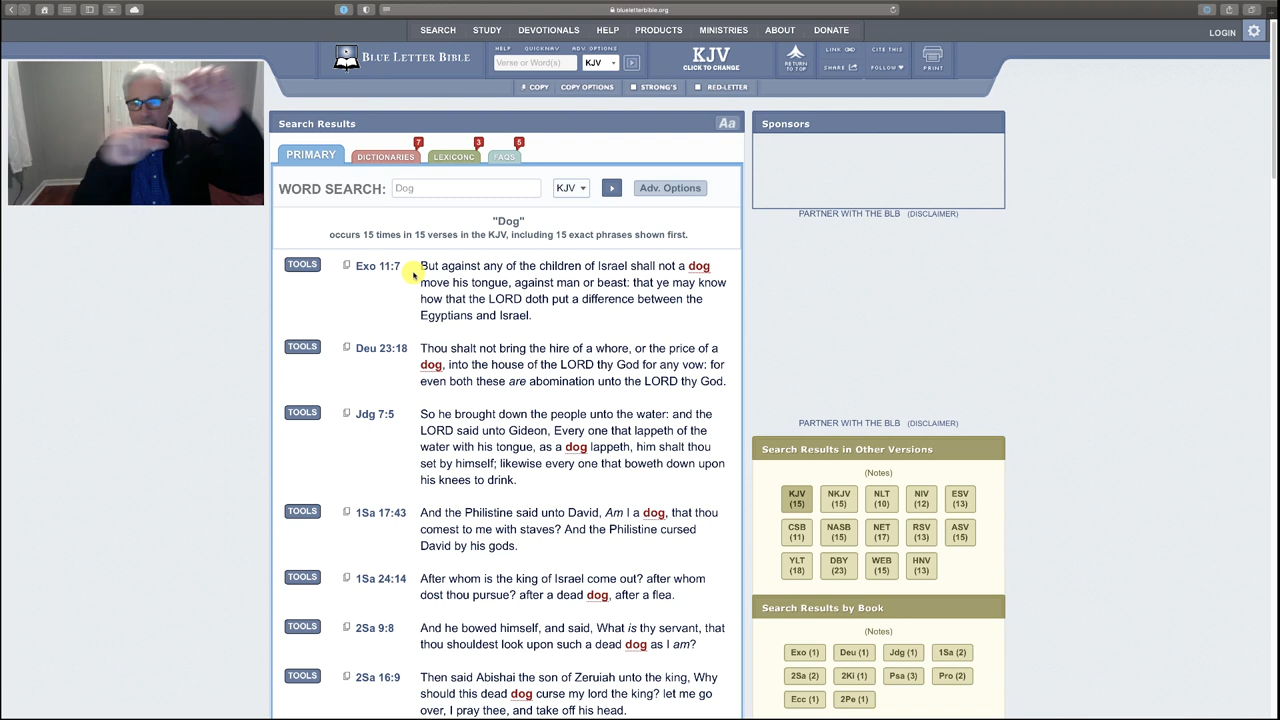 blueletterbible.org
SEARCH STUDY DEVOTIONALS HELP PRODUCTS MINISTRIES ABOUT DONATE
LOGIN
BLUE LETTER BIBLE
HELP QUICKNAV ADV OPTIONS
Verse or Word(s) KJV
KJV
CLICK TO CHANGE
RETURN
TO TOP
LINK CITE THIS
SHARE FOLLOW
PRINT
COPY COPY OPTIONS STRONG'S RED-LETTER
Search Results Aa
PRIMARY DICTIONARIES 7 LEXICONC 3 FAQS 5
WORD SEARCH: Dog KJV Adv. Options
"Dog"
occurs 15 times in 15 verses in the KJV, including 15 exact phrases shown first.
TOOLS Exo 11:7 But against any of the children of Israel shall not a dog
move his tongue, against man or beast: that ye may know
how that the LORD doth put a difference between the
Egyptians and Israel.
TOOLS Deu 23:18 Thou shalt not bring the hire of a whore, or the price of a
dog, into the house of the LORD thy God for any vow: for
even both these are abomination unto the LORD thy God.
TOOLS Jdg 7:5 So he brought down the people unto the water: and the
LORD said unto Gideon, Every one that lappeth of the
water with his tongue, as a dog lappeth, him shalt thou
set by himself; likewise every one that boweth down upon
his knees to drink.
TOOLS 1Sa 17:43 And the Philistine said unto David, Am I a dog, that thou
comest to me with staves? And the Philistine cursed
David by his gods.
TOOLS 1Sa 24:14 After whom is the king of Israel come out? after whom
dost thou pursue? after a dead dog, after a flea.
TOOLS 2Sa 9:8 And he bowed himself, and said, What is thy servant, that
thou shouldest look upon such a dead dog as I am?
TOOLS 2Sa 16:9 Then said Abishai the son of Zeruiah unto the king, Why
should this dead dog curse my lord the king? let me go
over, I pray thee, and take off his head.
Sponsors
PARTNER WITH THE BLB (DISCLAIMER)
PARTNER WITH THE BLB (DISCLAIMER)
Search Results in Other Versions
(Notes)
KJV NKJV NLT NIV ESV
(15) (15) (10) (12) (13)
CSB NASB NET RSV ASV
(11) (15) (17) (13) (15)
YLT DBY WEB HNV
(18) (23) (15) (13)
Search Results by Book
(Notes)
Exo (1) Deu (1) Jdg (1) 1Sa (2)
2Sa (2) 2Ki (1) Psa (3) Pro (2)
Ecc (1) 2Pe (1)